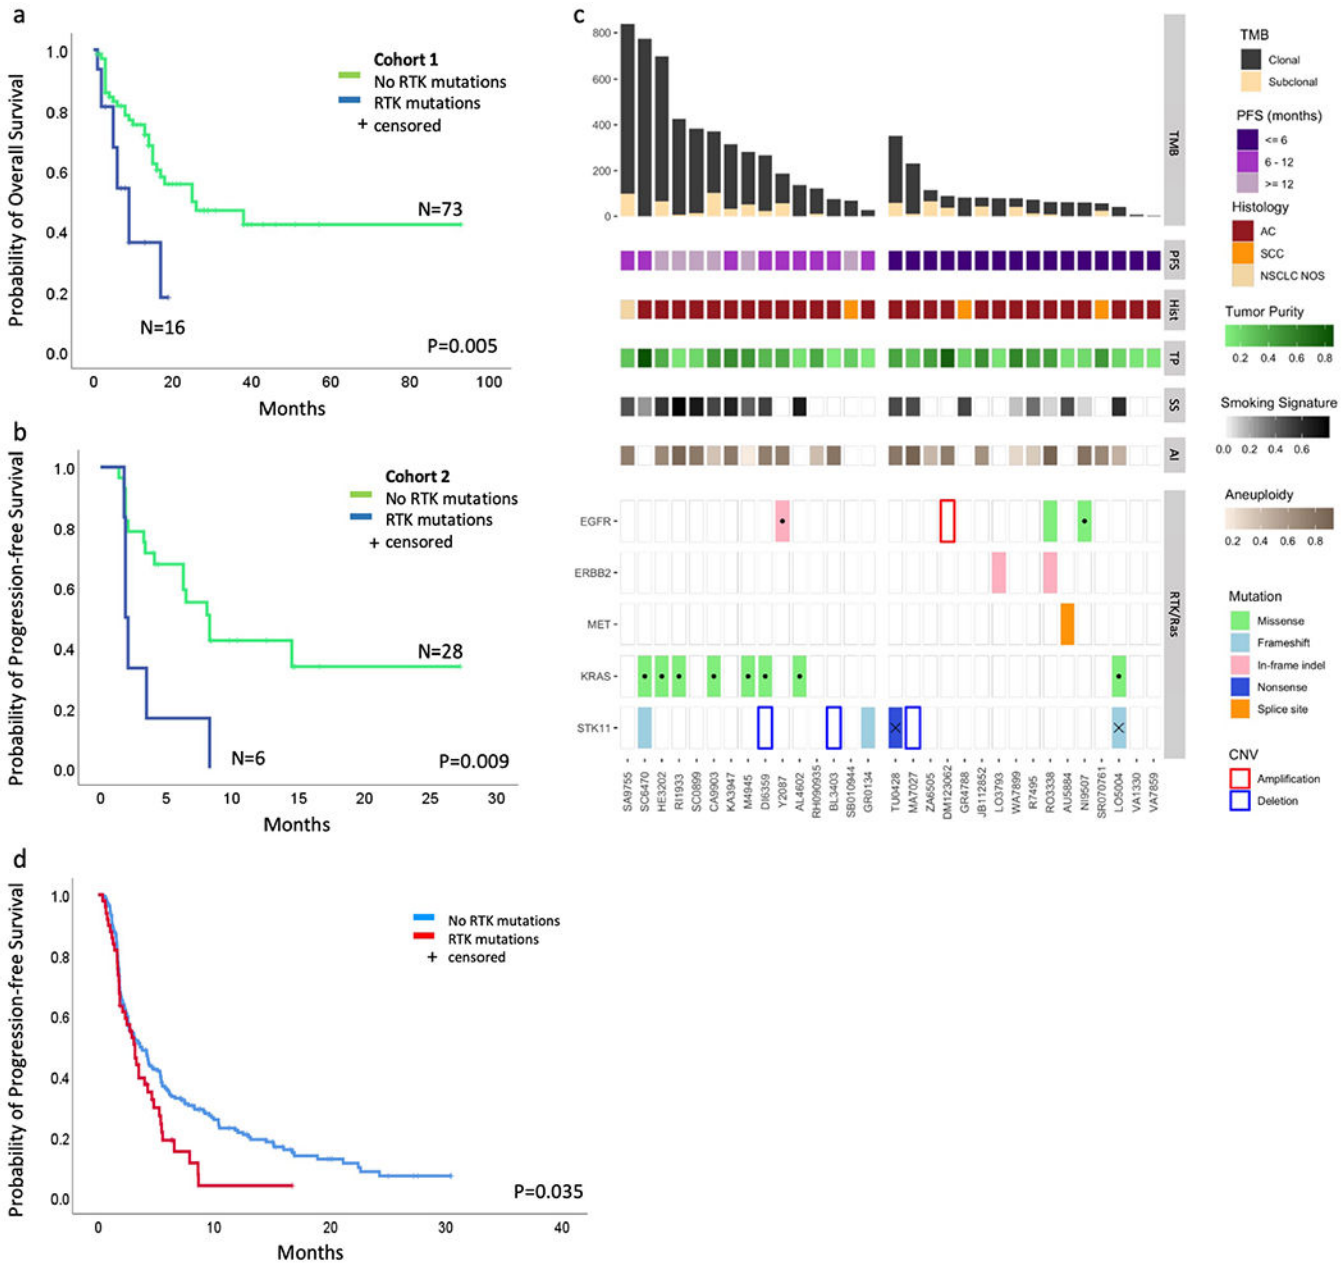 a
Probability of Overall Survival
1.0
0.8
0.6
0.4
0.2
0.0
0 20 40 60 80 100
Months
Cohort 1
No RTK mutations
RTK mutations
+ censored
N=73
N=16
P=0.005
b
Probability of Progression-free Survival
1.0
0.8
0.6
0.4
0.2
0.0
0 5 10 15 20 25 30
Months
Cohort 2
No RTK mutations
RTK mutations
+ censored
N=28
N=6
P=0.009
c
800
600
400
200
0
TMB
PFS
Hist
TP
SS
AI
RTK/Ras
EGFR
ERBB2
MET
KRAS
STK11
SA9755
SC6470
HE3202
RI1933
SC0899
CA9903
KA3947
M4945
DI6359
Y2087
AL4602
RH090935
BL3403
SB010944
GR0134
TU0428
MA7027
ZA6505
DM123062
GR4788
JB112852
LO3793
WA7899
R7495
RO3338
AU5884
NI9507
SR070761
LO5004
VA1330
VA7859
TMB
Clonal
Subclonal
PFS (months)
<= 6
6 - 12
>= 12
Histology
AC
SCC
NSCLC NOS
Tumor Purity
0.2 0.4 0.6 0.8
Smoking Signature
0.0 0.2 0.4 0.6
Aneuploidy
0.2 0.4 0.6 0.8
Mutation
Missense
Frameshift
In-frame indel
Nonsense
Splice site
CNV
Amplification
Deletion
d
Probability of Progression-free Survival
1.0
0.8
0.6
0.4
0.2
0.0
0 10 20 30 40
Months
No RTK mutations
RTK mutations
+ censored
P=0.035